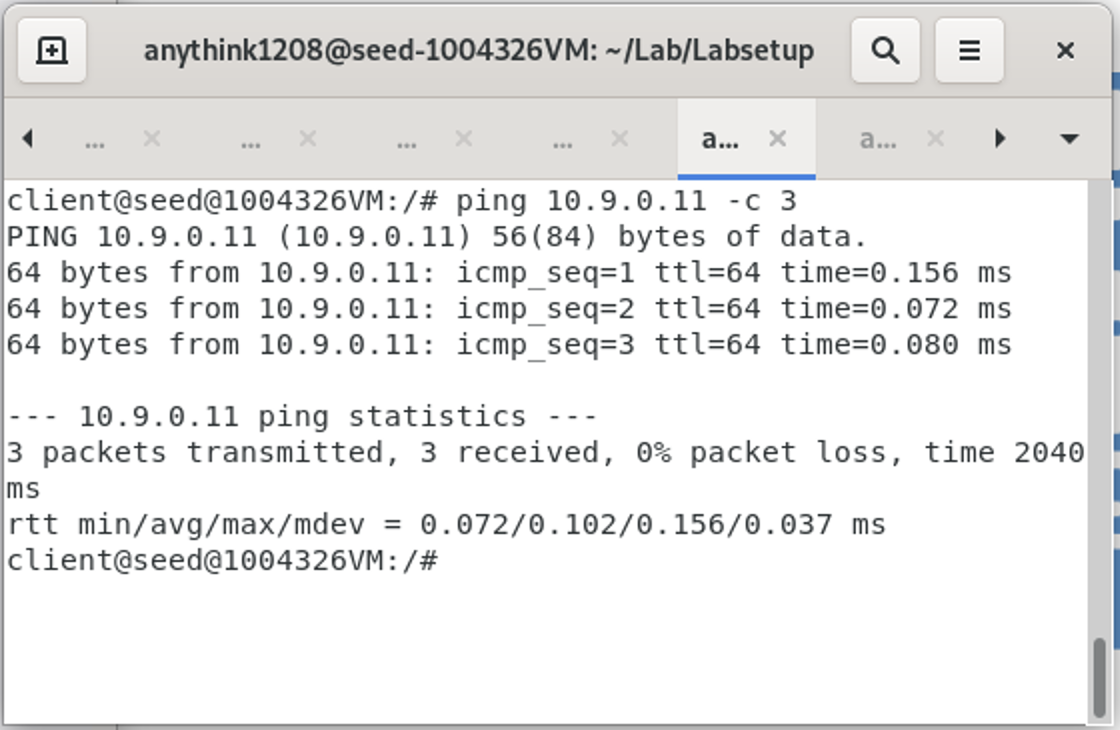 anythink1208@seed-1004326VM: ~/Lab/Labsetup
... ... ... ... a... a...
client@seed@1004326VM:/# ping 10.9.0.11 -c 3
PING 10.9.0.11 (10.9.0.11) 56(84) bytes of data.
64 bytes from 10.9.0.11: icmp_seq=1 ttl=64 time=0.156 ms
64 bytes from 10.9.0.11: icmp_seq=2 ttl=64 time=0.072 ms
64 bytes from 10.9.0.11: icmp_seq=3 ttl=64 time=0.080 ms
--- 10.9.0.11 ping statistics ---
3 packets transmitted, 3 received, 0% packet loss, time 2040
ms
rtt min/avg/max/mdev = 0.072/0.102/0.156/0.037 ms
client@seed@1004326VM:/#